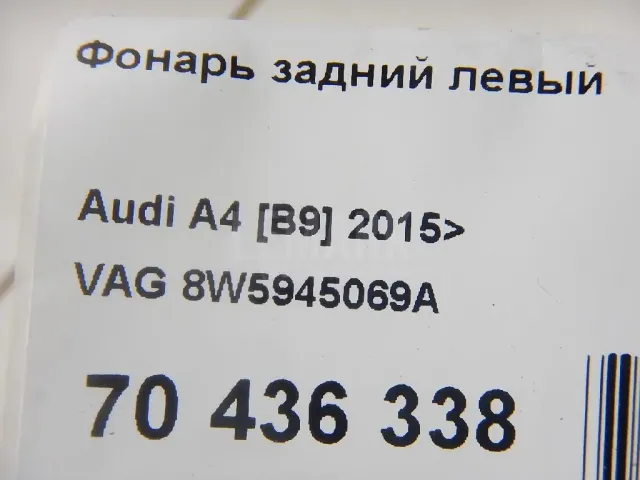 Фонарь задний левый
Audi A4 [B9] 2015>
VAG 8W5945069A
70 436 338